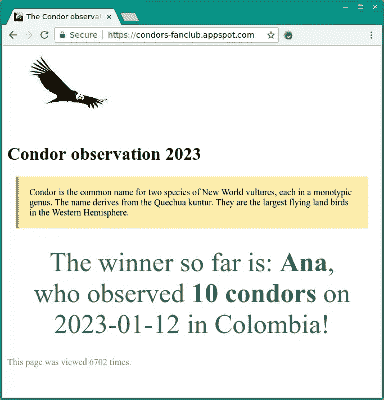 The Condor observat
Secure https://condors-fanclub.appspot.com
Condor observation 2023
Condor is the common name for two species of New World vultures, each in a monotypic
genus. The name derives from the Quechua kuntur. They are the largest flying land birds
in the Western Hemisphere.
The winner so far is: Ana,
who observed 10 condors on
2023-01-12 in Colombia!
This page was viewed 6702 times.